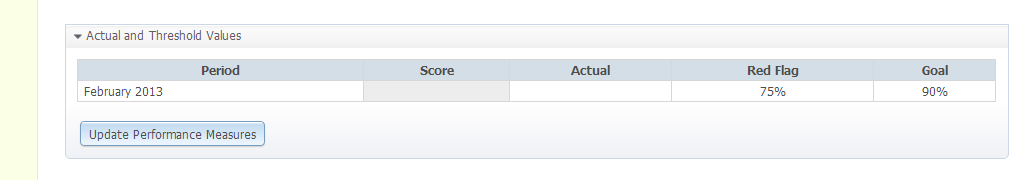 Actual and Threshold Values
Period Score Actual Red Flag Goal
February 2013 75% 90%
Update Performance Measures